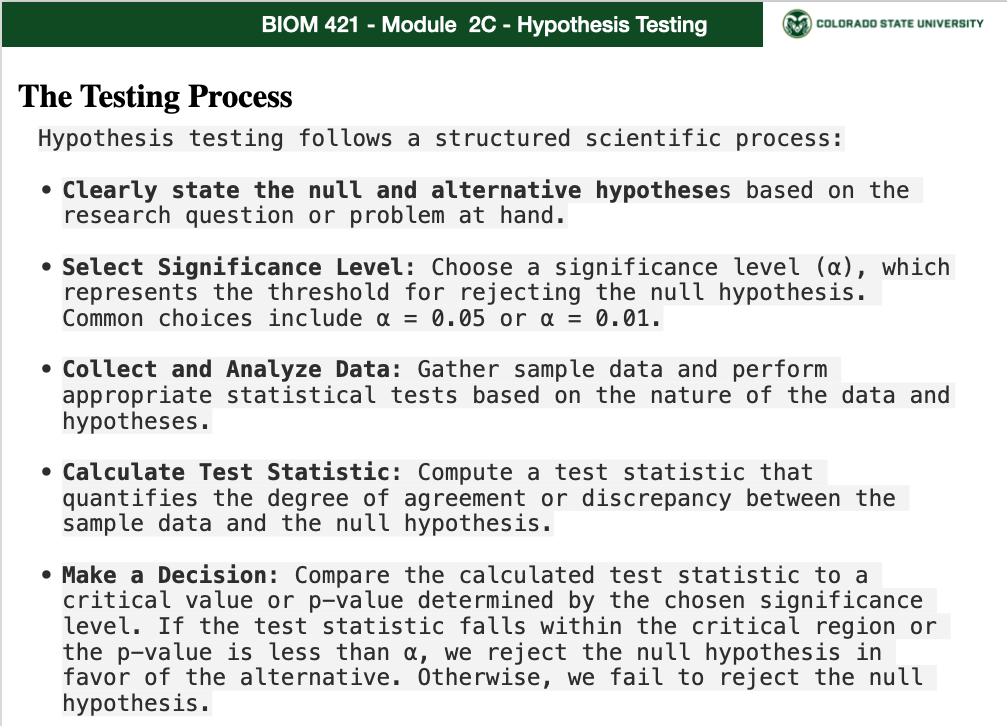 BIOM 421 - Module 2C - Hypothesis Testing
COLORADO STATE UNIVERSITY
The Testing Process
Hypothesis testing follows a structured scientific process:
• Clearly state the null and alternative hypotheses based on the
research question or problem at hand.
• Select Significance Level: Choose a significance level (α), which
represents the threshold for rejecting the null hypothesis.
Common choices include α = 0.05 or α = 0.01.
• Collect and Analyze Data: Gather sample data and perform
appropriate statistical tests based on the nature of the data and
hypotheses.
• Calculate Test Statistic: Compute a test statistic that
quantifies the degree of agreement or discrepancy between the
sample data and the null hypothesis.
• Make a Decision: Compare the calculated test statistic to a
critical value or p-value determined by the chosen significance
level. If the test statistic falls within the critical region or
the p-value is less than α, we reject the null hypothesis in
favor of the alternative. Otherwise, we fail to reject the null
hypothesis.